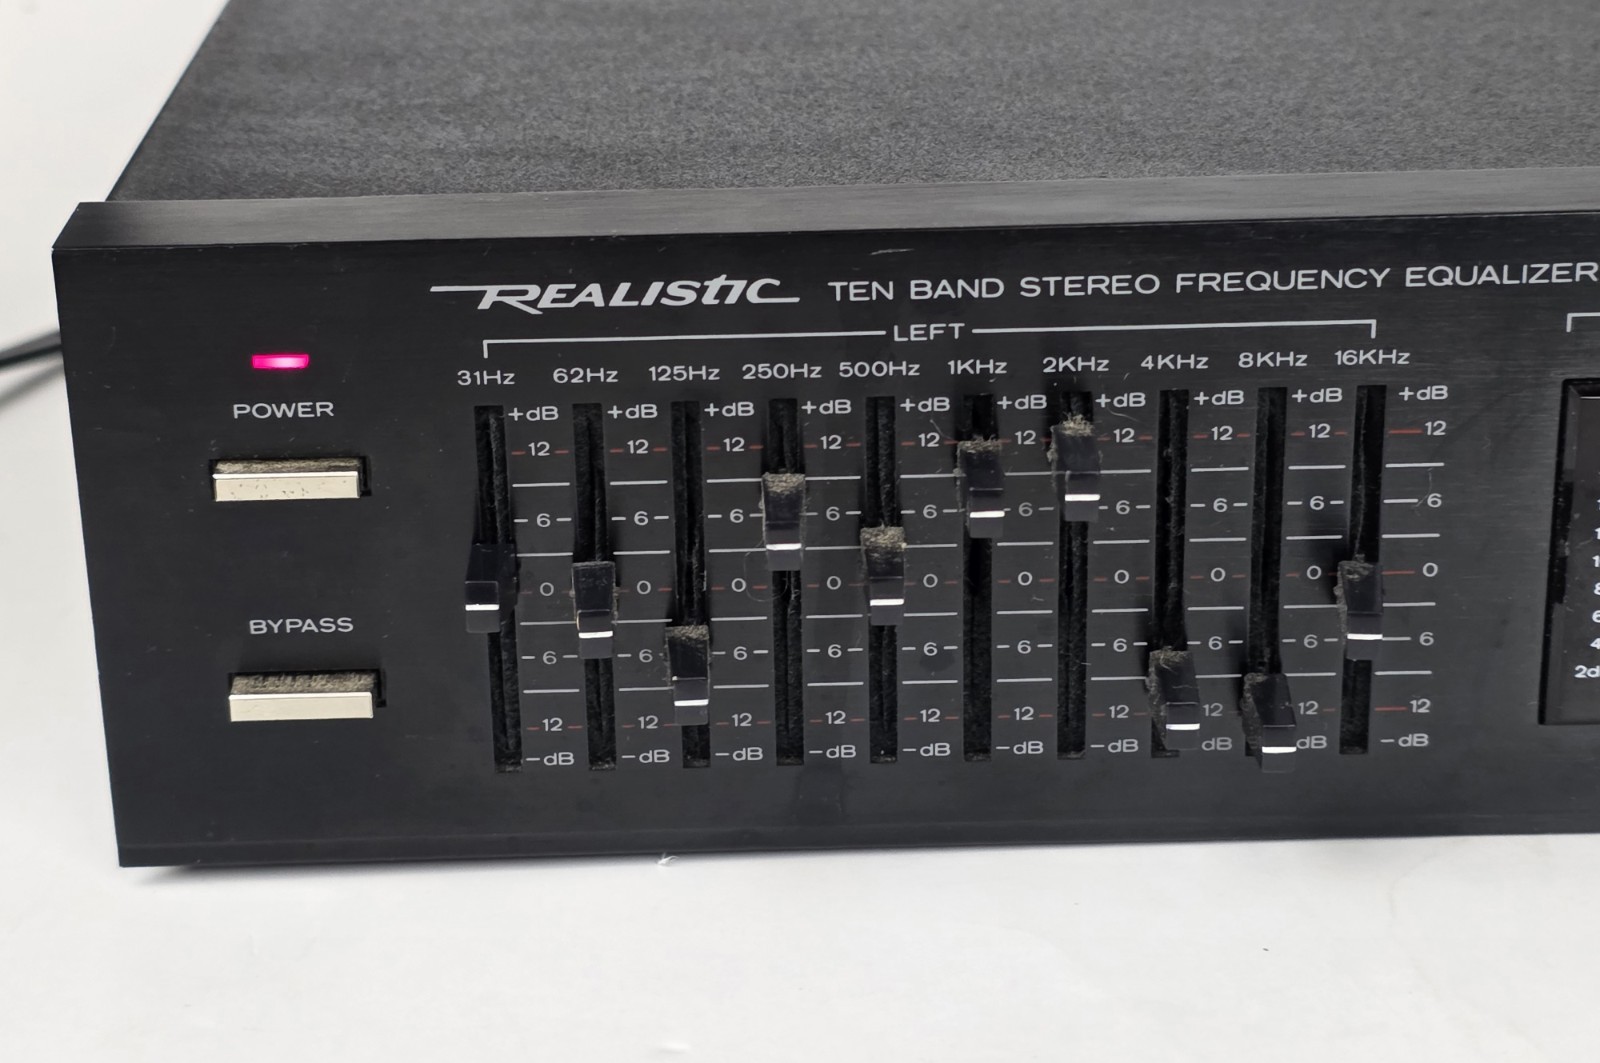 REALISTIC TEN BAND STEREO FREQUENCY EQUALIZER
LEFT
31Hz 62Hz 125Hz 250Hz 500Hz 1KHz 2KHz 4KHz 8KHz 16KHz
+dB +dB +dB +dB +dB +dB +dB +dB +dB +dB
12 12 12 12 12 12 12 12 12 12
6 6 6 6 6 6 6 6 6 6
0 0 0 0 0 0 0 0 0 0
6 6 6 6 6 6 6 6 6 6
12 12 12 12 12 12 12 12 12 12
-dB -dB -dB -dB -dB -dB -dB dB dB -dB
POWER
BYPASS
8
6
4
2d